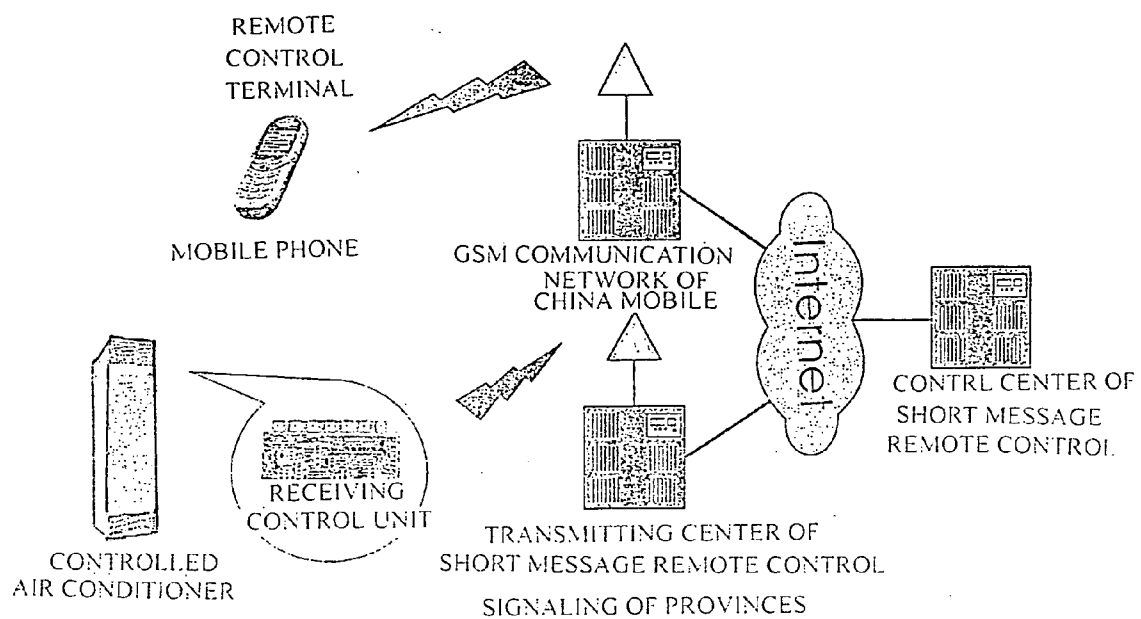 REMOTE
CONTROL
TERMINAL
MOBILE PHONE
GSM COMMUNICATION
NETWORK OF
CHINA MOBILE
Internet
CONTRL CENTER OF
SHORT MESSAGE
REMOTE CONTROL
RECEIVING
CONTROL UNIT
CONTROLLED
AIR CONDITIONER
TRANSMITTING CENTER OF
SHORT MESSAGE REMOTE CONTROL
SIGNALING OF PROVINCES